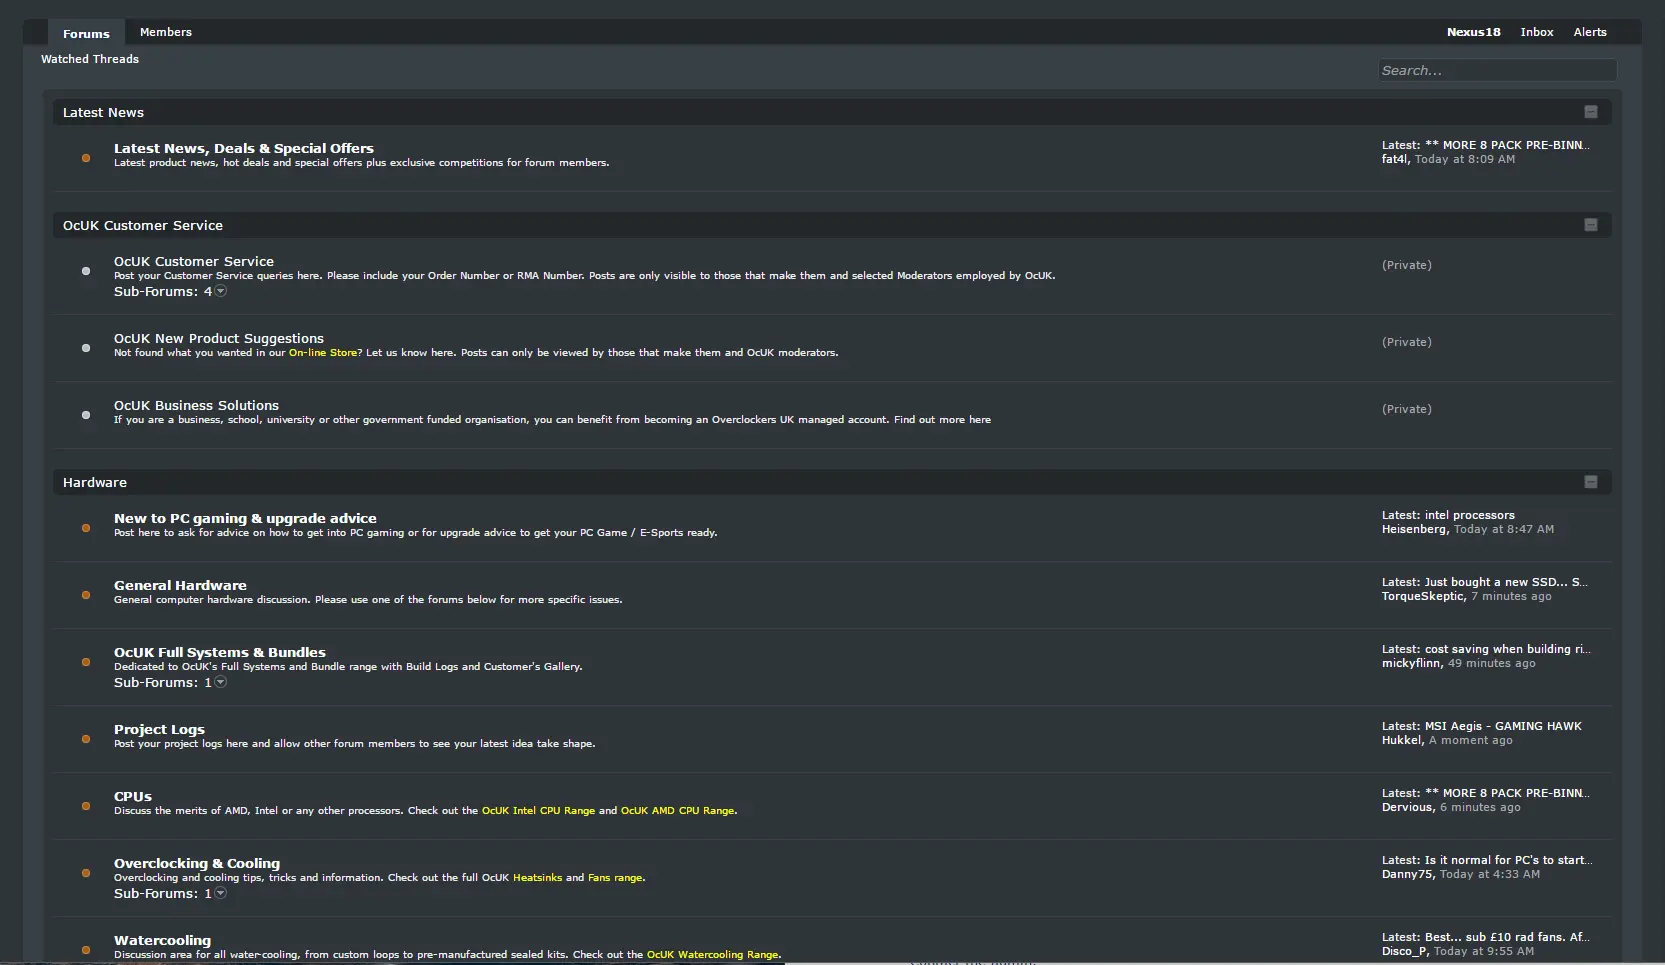 Forums Members Nexus18 Inbox Alerts
Watched Threads
Search...
Latest News
Latest News, Deals & Special Offers
Latest product news, hot deals and special offers plus exclusive competitions for forum members.
Latest: ** MORE 8 PACK PRE-BINN...
fat4l, Today at 8:09 AM
OcUK Customer Service
OcUK Customer Service
Post your Customer Service queries here. Please include your Order Number or RMA Number. Posts are only visible to those that make them and selected Moderators employed by OcUK.
Sub-Forums: 4
(Private)
OcUK New Product Suggestions
Not found what you wanted in our On-line Store? Let us know here. Posts can only be viewed by those that make them and OcUK moderators.
(Private)
OcUK Business Solutions
If you are a business, school, university or other government funded organisation, you can benefit from becoming an Overclockers UK managed account. Find out more here
(Private)
Hardware
New to PC gaming & upgrade advice
Post here to ask for advice on how to get into PC gaming or for upgrade advice to get your PC Game / E-Sports ready.
Latest: intel processors
Heisenberg, Today at 8:47 AM
General Hardware
General computer hardware discussion. Please use one of the forums below for more specific issues.
Latest: Just bought a new SSD... S...
TorqueSkeptic, 7 minutes ago
OcUK Full Systems & Bundles
Dedicated to OcUK's Full Systems and Bundle range with Build Logs and Customer's Gallery.
Sub-Forums: 1
Latest: cost saving when building ri...
mickyflinn, 49 minutes ago
Project Logs
Post your project logs here and allow other forum members to see your latest idea take shape.
Latest: MSI Aegis - GAMING HAWK
Hukkel, A moment ago
CPUs
Discuss the merits of AMD, Intel or any other processors. Check out the OcUK Intel CPU Range and OcUK AMD CPU Range.
Latest: ** MORE 8 PACK PRE-BINN...
Dervious, 6 minutes ago
Overclocking & Cooling
Overclocking and cooling tips, tricks and information. Check out the full OcUK Heatsinks and Fans range.
Sub-Forums: 1
Latest: Is it normal for PC's to start...
Danny75, Today at 4:33 AM
Watercooling
Discussion area for all water-cooling, from custom loops to pre-manufactured sealed kits. Check out the OcUK Watercooling Range.
Latest: Best... sub £10 rad fans. Af...
Disco_P, Today at 9:55 AM